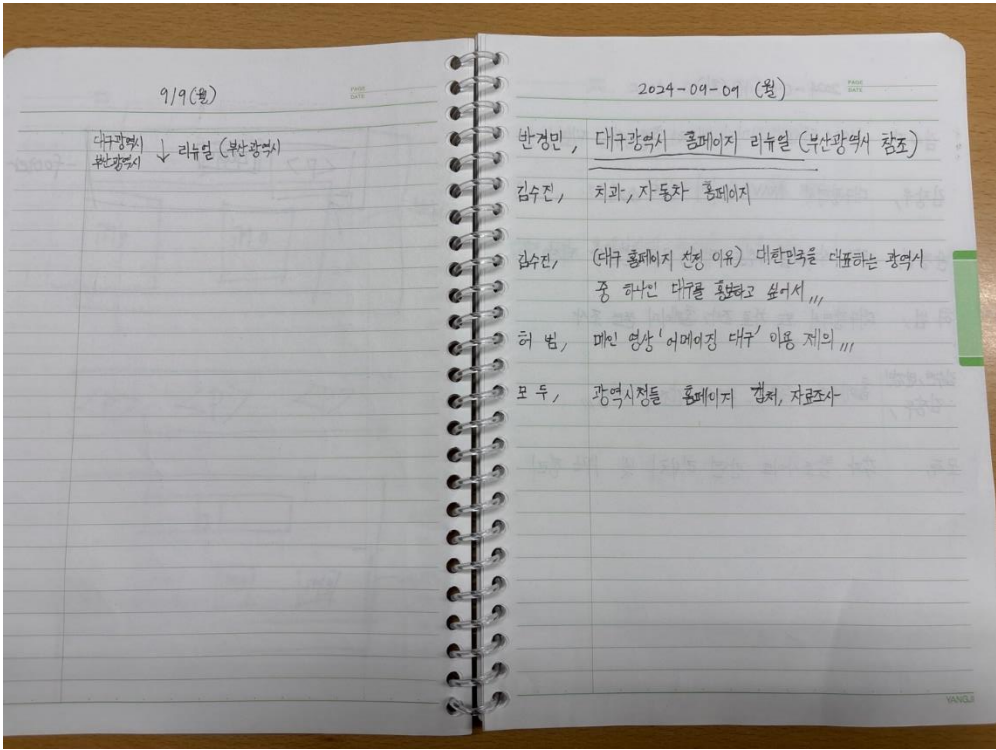 9/9(월)
PAGE
DATE
대구광역시
부산광역시 ↓ 리뉴얼 (부산광역시
2024-09-09 (월)
PAGE
DATE
반경민, 대구광역시 홈페이지 리뉴얼 (부산광역시 참조)
김수진, 치과, 자동차 홈페이지
김수진, (대구 홈페이지 선정 이유) 대한민국을 대표하는 광역시
중 하나인 대구를 홍보하고 싶어서,,,
허 범, 메인 영상 '어메이징 대구' 이용 제의,,,
모 두, 광역시청들 홈페이지 캡처, 자료조사
YANGJI